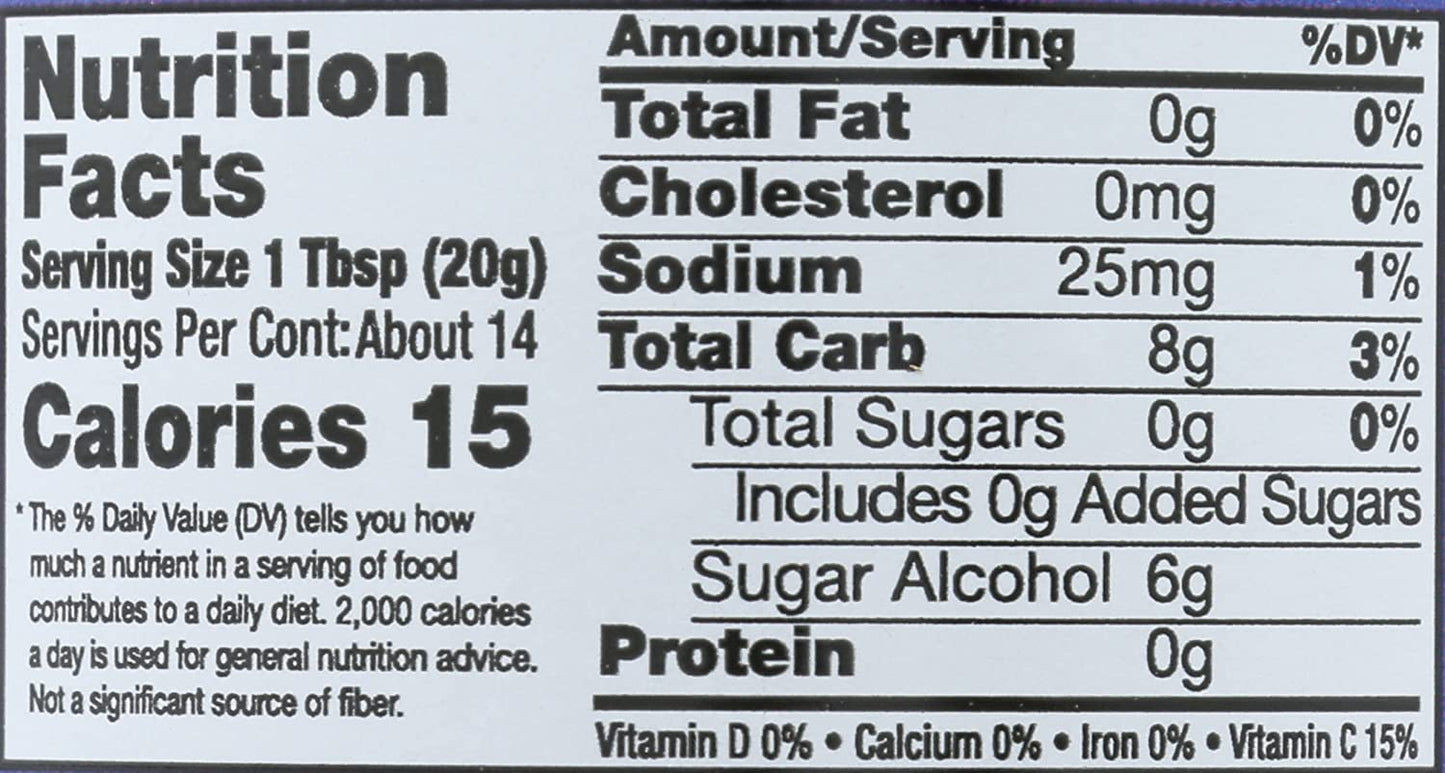 Nutrition
Facts
Serving Size 1 Tbsp (20g)
Servings Per Cont: About 14
Calories 15
* The % Daily Value (DV) tells you how
much a nutrient in a serving of food
contributes to a daily diet. 2,000 calories
a day is used for general nutrition advice.
Not a significant source of fiber.
Amount/Serving %DV*
Total Fat 0g 0%
Cholesterol 0mg 0%
Sodium 25mg 1%
Total Carb 8g 3%
Total Sugars 0g 0%
Includes 0g Added Sugars
Sugar Alcohol 6g
Protein 0g
Vitamin D 0% • Calcium 0% • Iron 0% • Vitamin C 15%